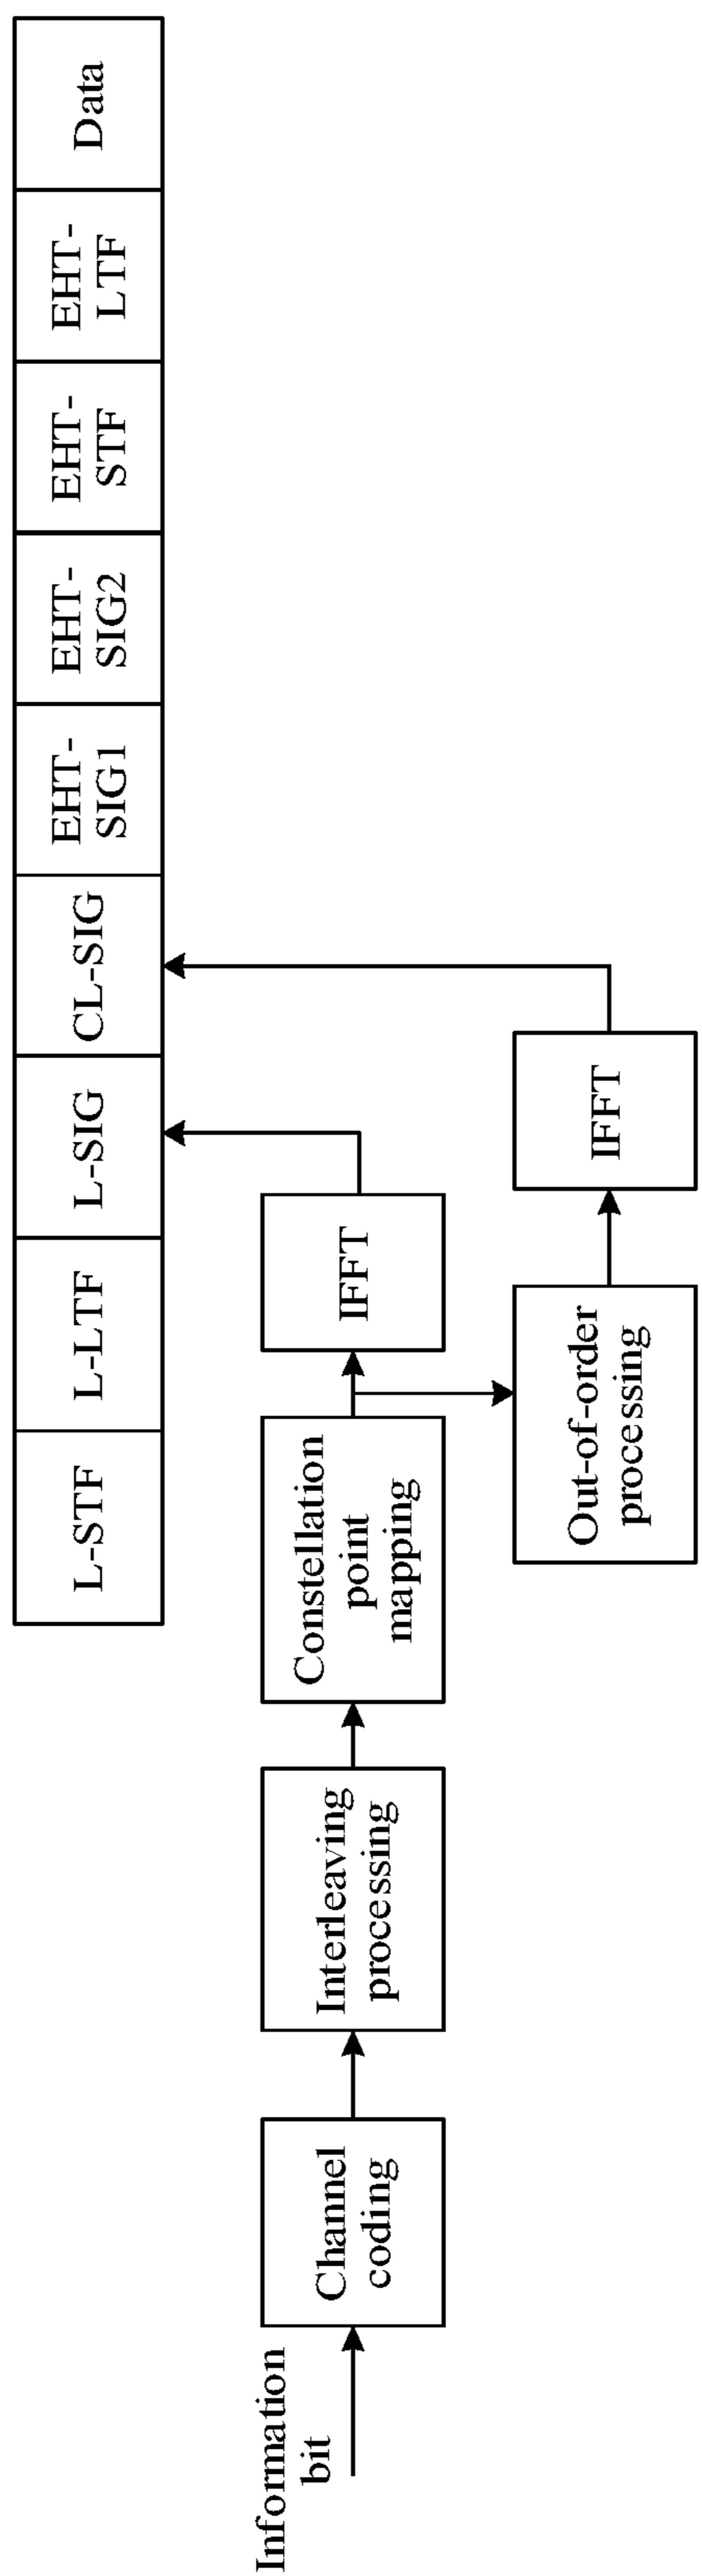 L-STF
L-LTF
L-SIG
CL-SIG
EHT-
SIG1
EHT-
SIG2
EHT-
STF
EHT-
LTF
Data
Information
bit
Channel
coding
Interleaving
processing
Constellation
point
mapping
IFFT
Out-of-order
processing
IFFT